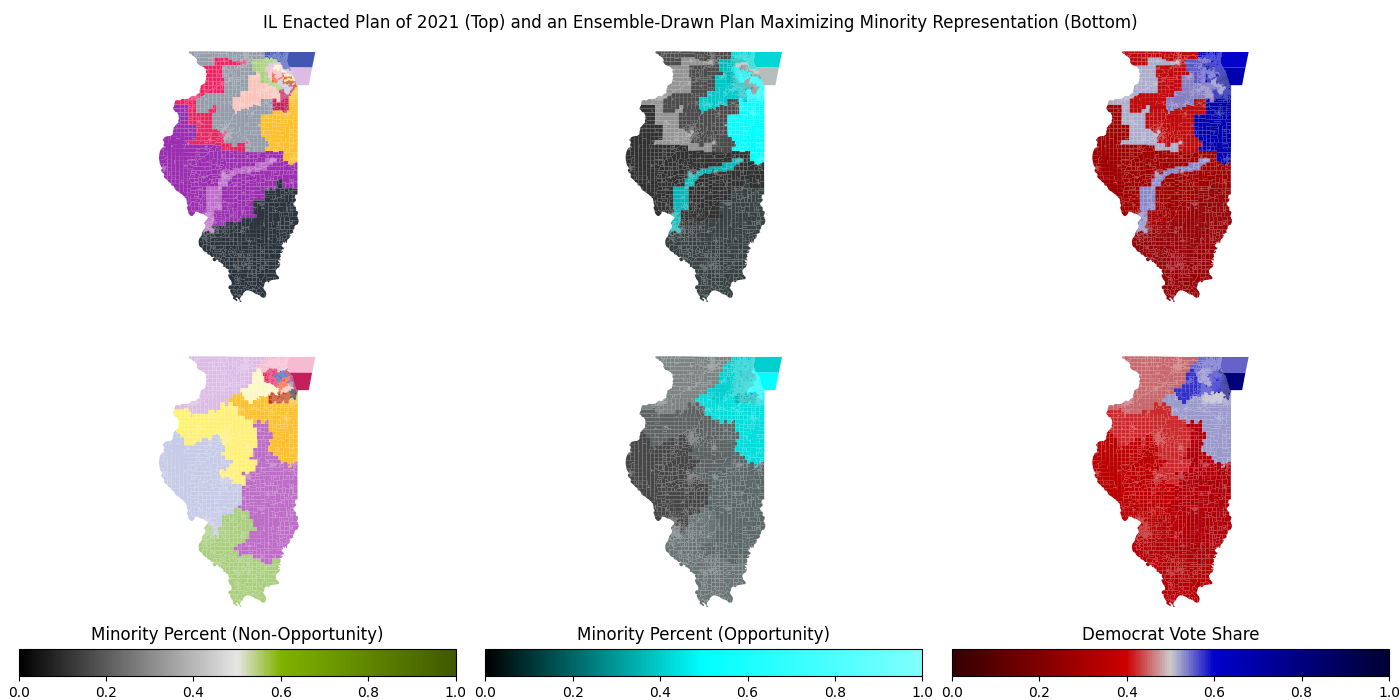 IL Enacted Plan of 2021 (Top) and an Ensemble-Drawn Plan Maximizing Minority Representation (Bottom)
Minority Percent (Non-Opportunity)
0.0 0.2 0.4 0.6 0.8 1.0
Minority Percent (Opportunity)
0.0 0.2 0.4 0.6 0.8 1.0
Democrat Vote Share
0.0 0.2 0.4 0.6 0.8 1.0